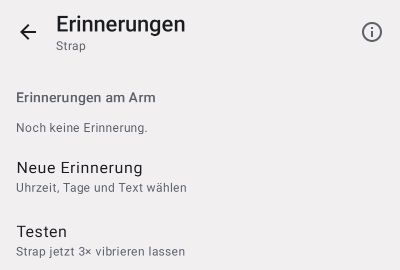 Erinnerungen
Strap
Erinnerungen am Arm
Noch keine Erinnerung.
Neue Erinnerung
Uhrzeit, Tage und Text wählen
Testen
Strap jetzt 3× vibrieren lassen